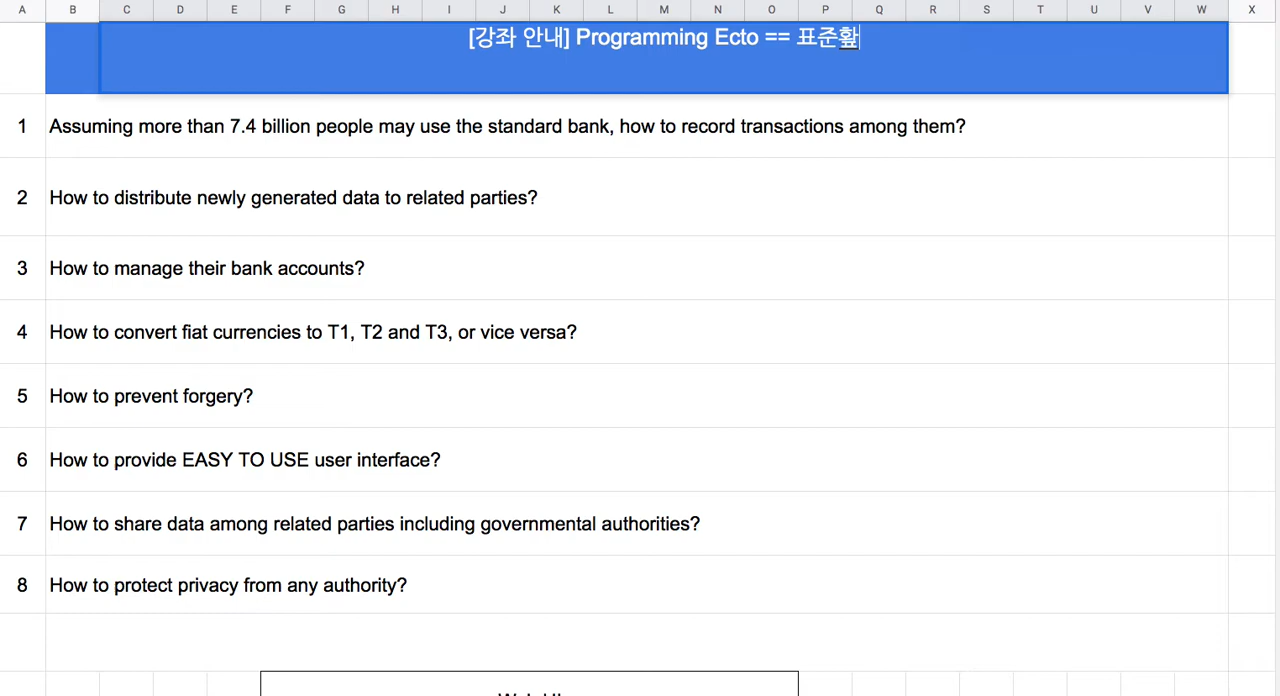 A B C D E F G H I J K L M N O P Q R S T U V W X
[강좌 안내] Programming Ecto == 표준횦
1 Assuming more than 7.4 billion people may use the standard bank, how to record transactions among them?
2 How to distribute newly generated data to related parties?
3 How to manage their bank accounts?
4 How to convert fiat currencies to T1, T2 and T3, or vice versa?
5 How to prevent forgery?
6 How to provide EASY TO USE user interface?
7 How to share data among related parties including governmental authorities?
8 How to protect privacy from any authority?